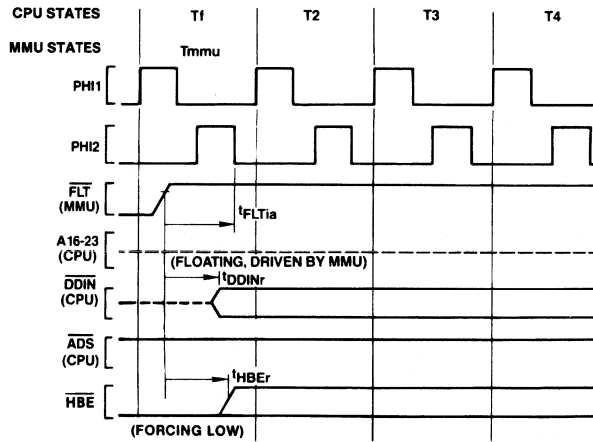 CPU STATES Tf T2 T3 T4
MMU STATES Tmmu
PHI1
PHI2
FLT
(MMU)
tFLTia
A16-23
(CPU)
(FLOATING, DRIVEN BY MMU)
DDIN
(CPU)
tDDINr
ADS
(CPU)
tHBEr
HBE
(FORCING LOW)